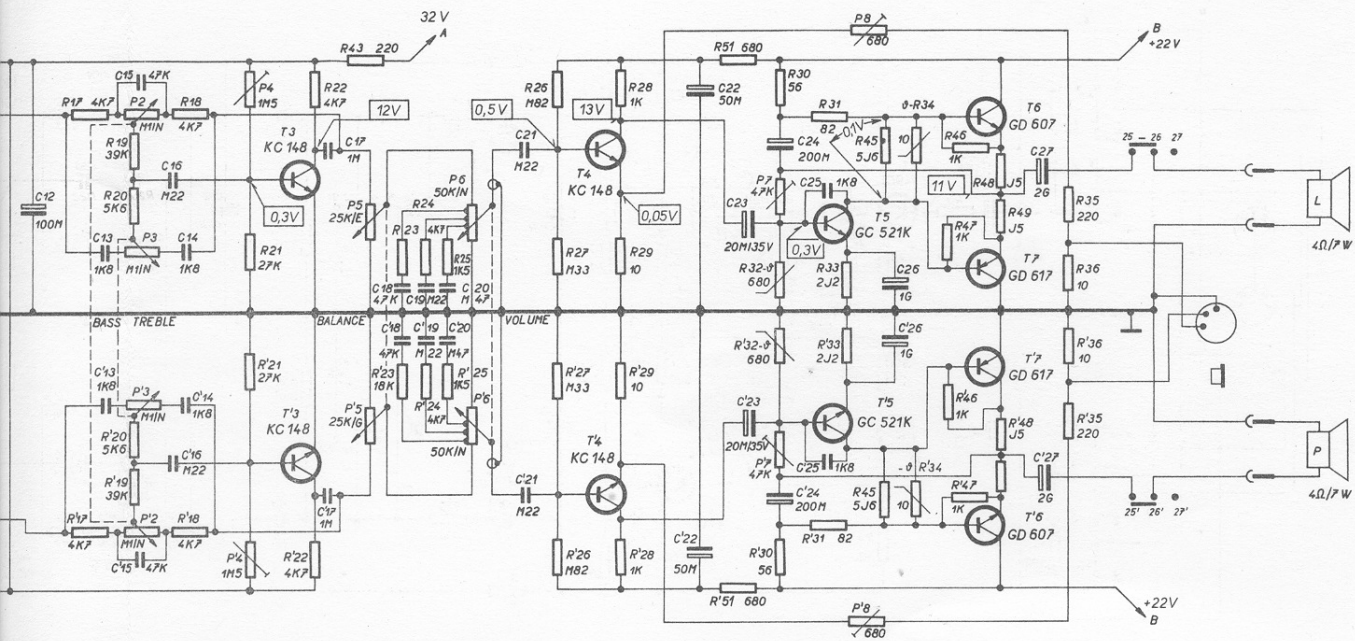 32 V
A
P8
680
B
+22V
R43 220
R51 680
C15 47K
R17 4K7
P2
M1/N
R18
4K7
P4
1M5
R22
4K7
12V
0,5V
R26
M82
13V
R28
1K
C22
50M
R30
56
R31
82
0,1V
ϑ-R34
T6
GD 607
R19
39K
T3
KC 148
C17
1M
C21
M22
T4
KC 148
C24
200M
R45
5J6
10
R46
1K
C27
2G
25 - 26 27
C16
M22
R20
5K6
P6
50K/N
P7
47K
C25 1K8
11 V
R48
J5
C12
100M
0,3V
P5
25K/E
R24
4K7
0,05V
C23
20M/35V
T5
GC 521K
R47
1K
R49
J5
R35
220
L
4Ω/7W
P3
M1/N
C13
1K8
C14
1K8
R21
27K
R23
R25
1K5
R27
M33
R29
10
0,3V
R32-ϑ
680
R33
2J2
C26
1G
T7
GD 617
R36
10
C18
47K
C19
M22
C20
M47
BASS TREBLE
BALANCE
VOLUME
C'18
47K
C'19
M22
C'20
M47
R'32-ϑ
680
R'33
2J2
C'26
1G
T'7
GD 617
R'36
10
C'13
1K8
P'3
M1/N
C'14
1K8
R'21
27K
R'23
18K
R'24
4K7
R'25
1K5
R'27
M33
R'29
10
R'46
1K
R'20
5K6
T'3
KC 148
P'5
25K/G
P'6
50K/N
C'23
20M/35V
T'5
GC 521K
R'48
J5
R'35
220
C'16
M22
R'19
39K
T'4
KC 148
P'7
47K
C'25 1K8
-ϑ R'34
C'27
2G
P
4Ω/7W
C'17
1M
C'21
M22
C'24
200M
R45
5J6
10
R'47
1K
25' 26' 27'
R'17
4K7
P'2
M1/N
R'18
4K7
C'15 47K
P'4
1M5
R'22
4K7
R'26
M82
R'28
1K
C'22
50M
R'30
56
R'31 82
T'6
GD 607
R'51 680
+22V
B
P'8
680